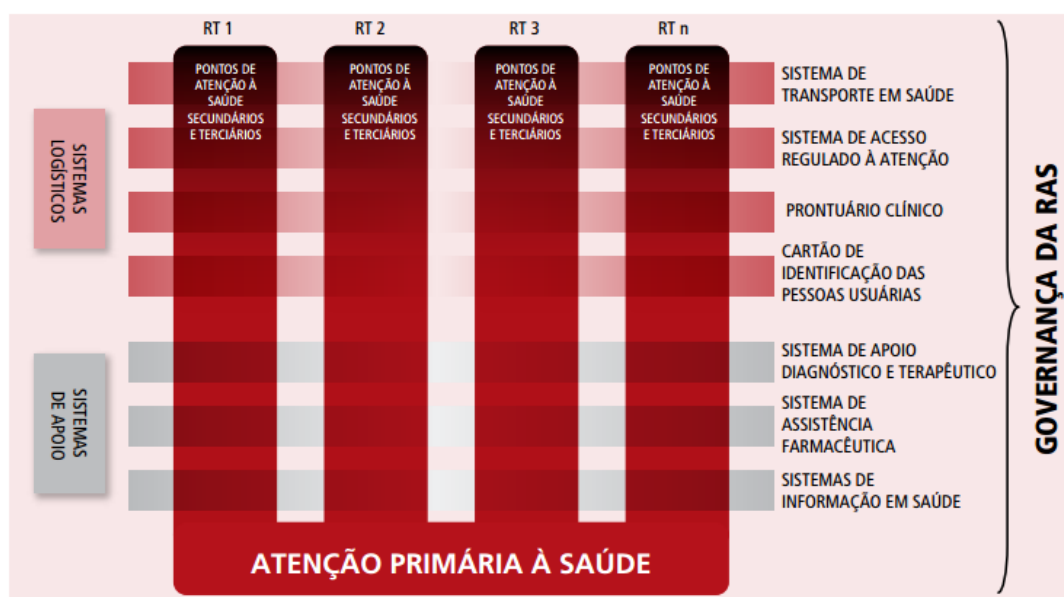 RT 1
RT 2
RT 3
RT n
PONTOS DE
ATENÇÃO À
SAÚDE
SECUNDÁRIOS
E TERCIÁRIOS
PONTOS DE
ATENÇÃO À
SAÚDE
SECUNDÁRIOS
E TERCIÁRIOS
PONTOS DE
ATENÇÃO À
SAÚDE
SECUNDÁRIOS
E TERCIÁRIOS
PONTOS DE
ATENÇÃO À
SAÚDE
SECUNDÁRIOS
E TERCIÁRIOS
SISTEMAS
LOGÍSTICOS
SISTEMA DE
TRANSPORTE EM SAÚDE
SISTEMA DE ACESSO
REGULADO À ATENÇÃO
PRONTUÁRIO CLÍNICO
CARTÃO DE
IDENTIFICAÇÃO DAS
PESSOAS USUÁRIAS
SISTEMAS
DE APOIO
SISTEMA DE APOIO
DIAGNÓSTICO E TERAPÊUTICO
SISTEMA DE
ASSISTÊNCIA
FARMACÊUTICA
SISTEMAS DE
INFORMAÇÃO EM SAÚDE
ATENÇÃO PRIMÁRIA À SAÚDE
GOVERNANÇA DA RAS